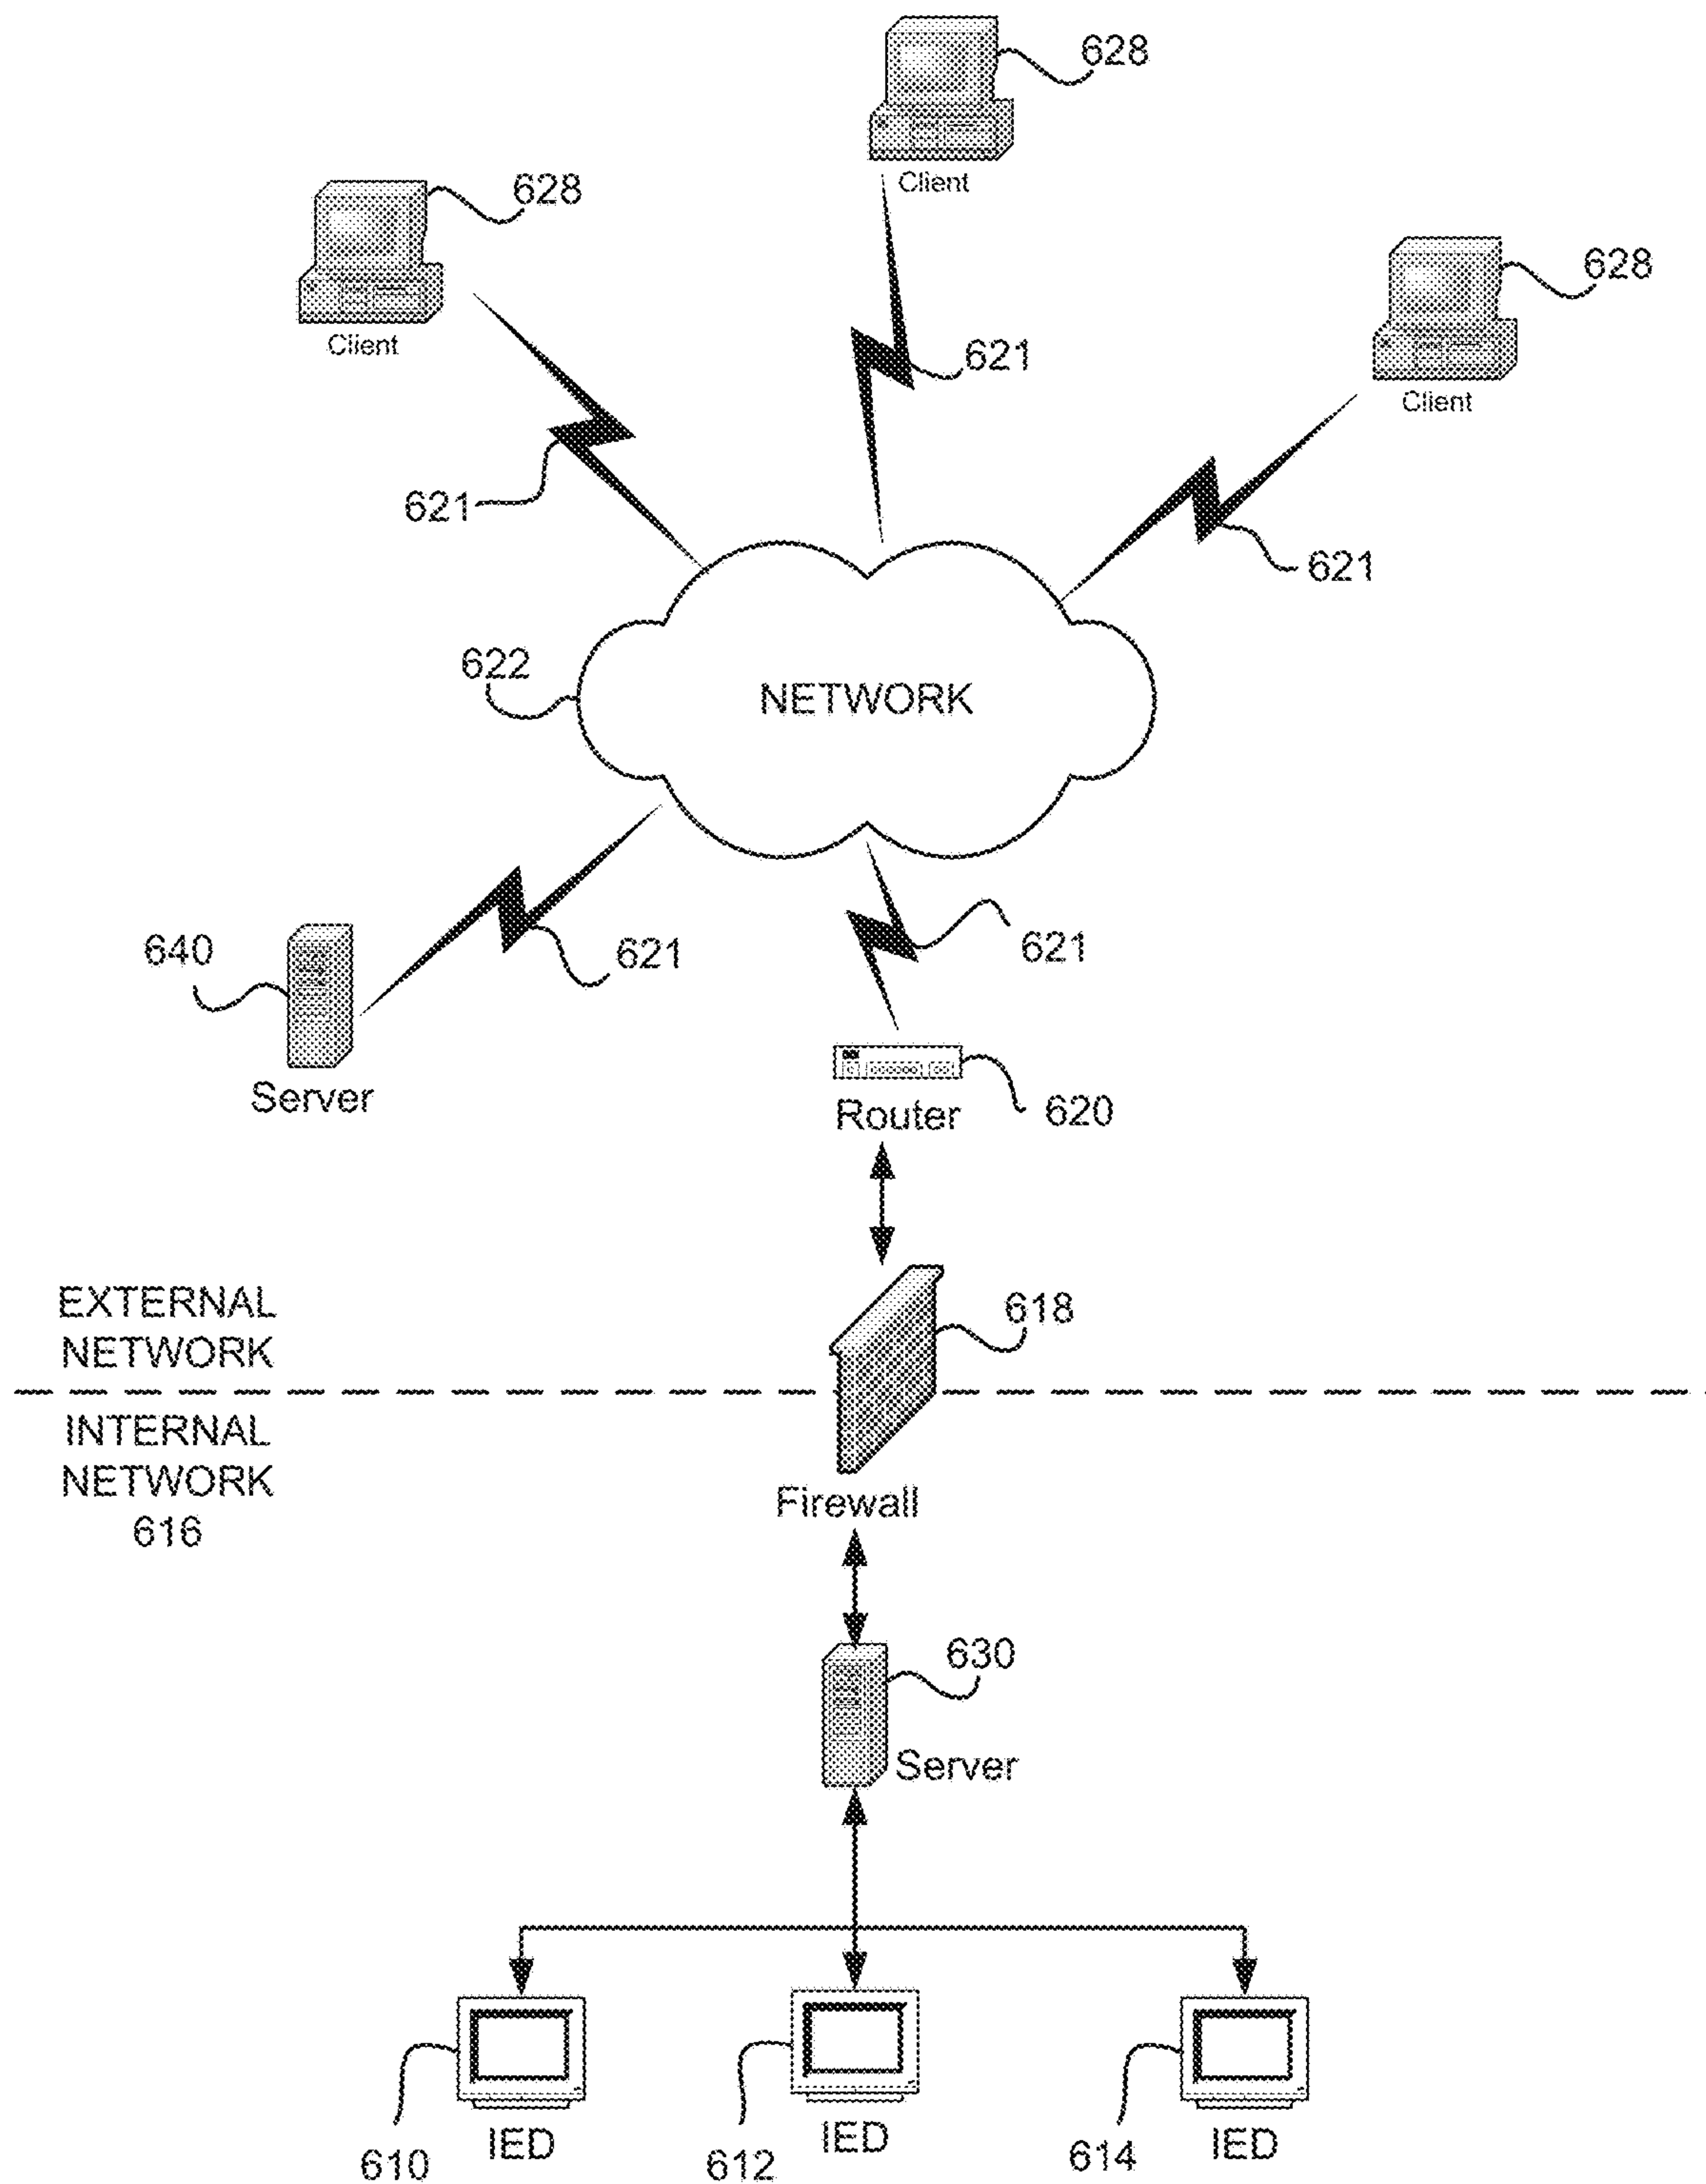 628
Client
628
Client
628
Client
621
621
621
622
NETWORK
640
Server
621
621
Router
620
EXTERNAL
NETWORK
618
INTERNAL
NETWORK
616
Firewall
630
Server
610
IED
612
IED
614
IED